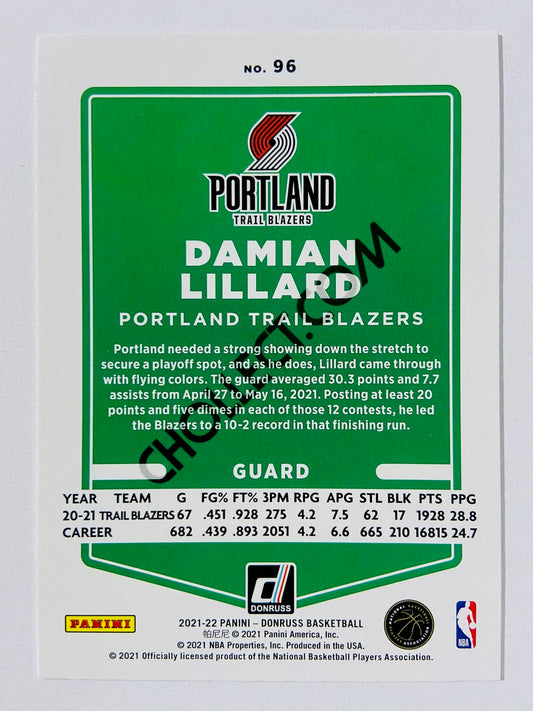 NO. 96
PORTLAND
TRAIL BLAZERS
DAMIAN
LILLARD
PORTLAND TRAIL BLAZERS
Portland needed a strong showing down the stretch to
secure a playoff spot, and as he does, Lillard came through
with flying colors. The guard averaged 30.3 points and 7.7
assists from April 27 to May 16, 2021. Posting at least 20
points and five dimes in each of those 12 contests, he led
the Blazers to a 10-2 record in that finishing run.
CHOLLECT.COM
GUARD
YEAR TEAM G FG% FT% 3PM RPG APG STL BLK PTS PPG
20-21 TRAIL BLAZERS 67 .451 .928 275 4.2 7.5 62 17 1928 28.8
CAREER 682 .439 .893 2051 4.2 6.6 665 210 16815 24.7
DONRUSS
PANINI
2021-22 PANINI – DONRUSS BASKETBALL
帕尼尼 © 2021 Panini America, Inc.
© 2021 NBA Properties, Inc. Produced in the USA.
© 2021 Officially licensed product of the National Basketball Players Association.
NATIONAL BASKETBALL PLAYERS ASSOCIATION
NBA